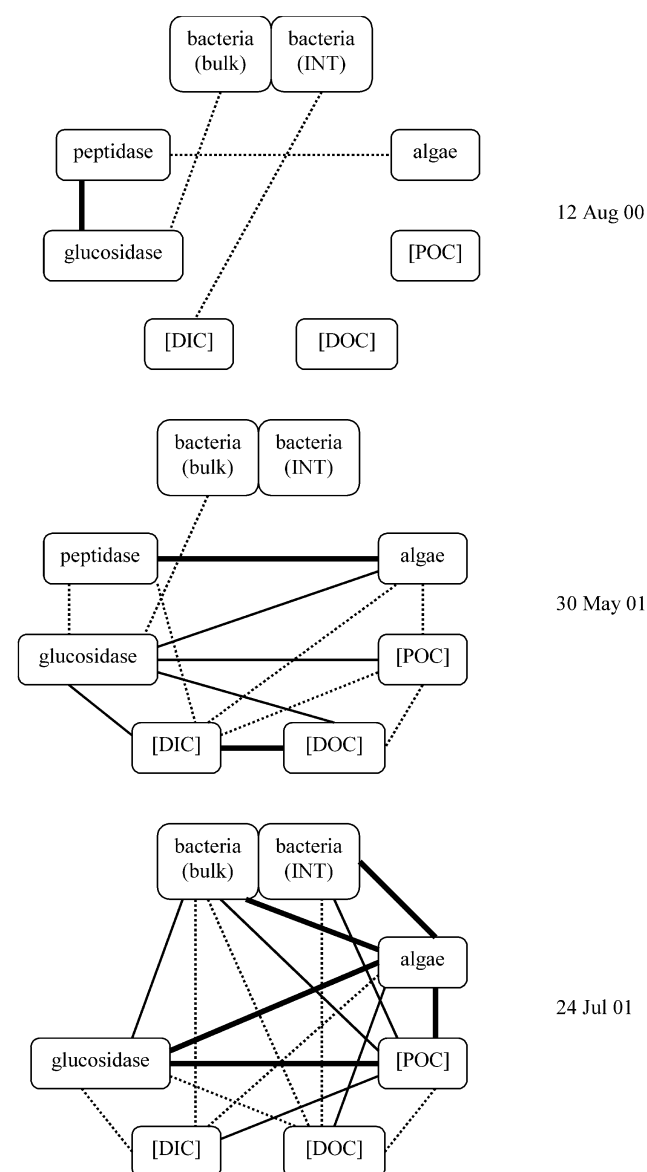 bacteria
(bulk)
bacteria
(INT)
peptidase
algae
12 Aug 00
glucosidase
[POC]
[DIC]
[DOC]
bacteria
(bulk)
bacteria
(INT)
peptidase
algae
30 May 01
glucosidase
[POC]
[DIC]
[DOC]
bacteria
(bulk)
bacteria
(INT)
algae
24 Jul 01
glucosidase
[POC]
[DIC]
[DOC]